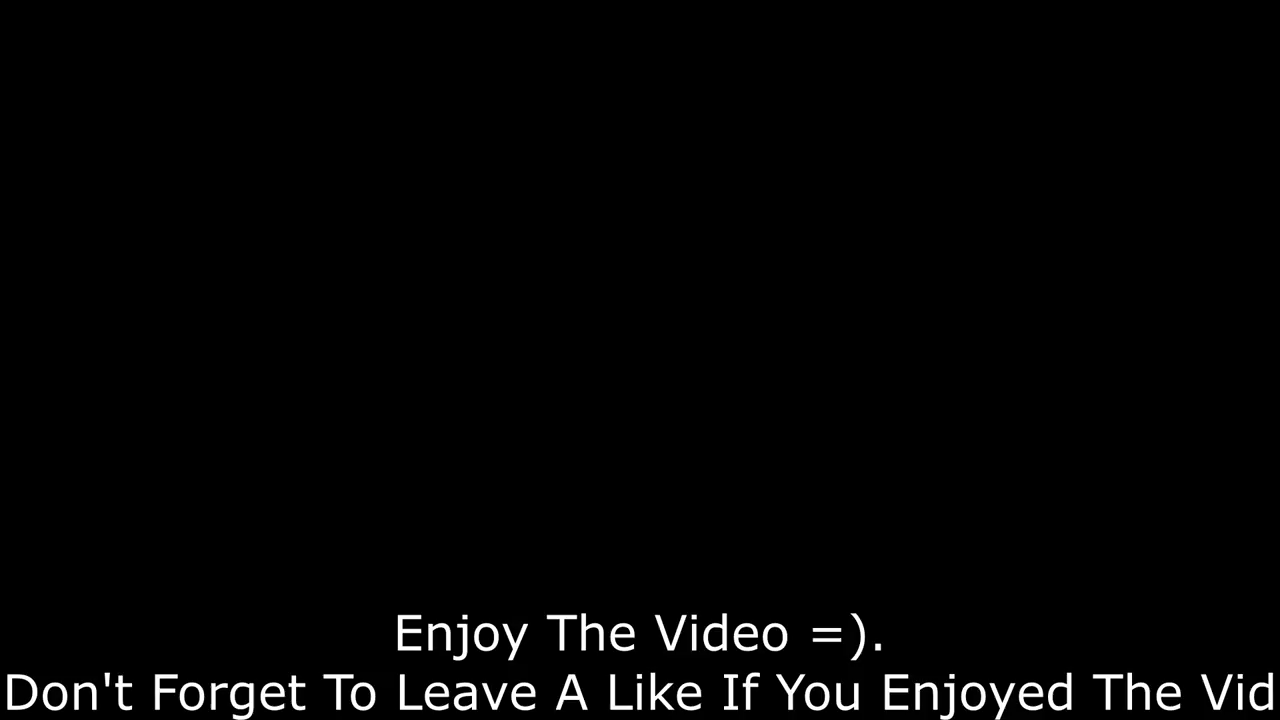 Enjoy The Video =).
Don't Forget To Leave A Like If You Enjoyed The Vid